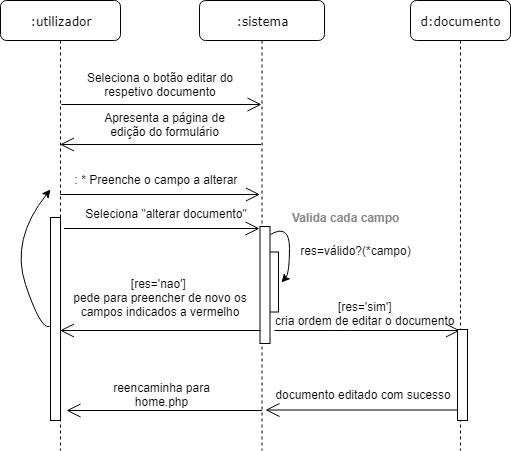 :utilizador
:sistema
d:documento
Seleciona o botão editar do
respetivo documento
Apresenta a página de
edição do formulário
: * Preenche o campo a alterar
Seleciona "alterar documento"
Valida cada campo
res=válido?(*campo)
[res='nao']
pede para preencher de novo os
campos indicados a vermelho
[res='sim']
cria ordem de editar o documento
reencaminha para
home.php
documento editado com sucesso